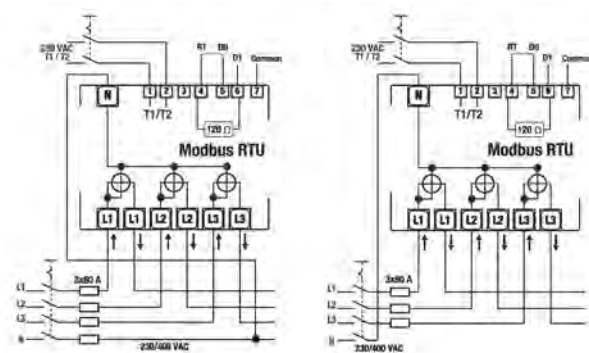 230 VAC
T1 / T2
RT D0
D1 Common
N 1 2 3 4 5 6 7
T1/T2
120 Ω
Modbus RTU
L1 L1 L2 L2 L3 L3
3x80 A
L1
L2
L3
N
230/400 VAC
230 VAC
T1 / T2
RT D0
D1 Common
N 1 2 3 4 5 6 7
T1/T2
120 Ω
Modbus RTU
L1 L1 L2 L2 L3 L3
3x80 A
L1
L2
L3
N
230/400 VAC